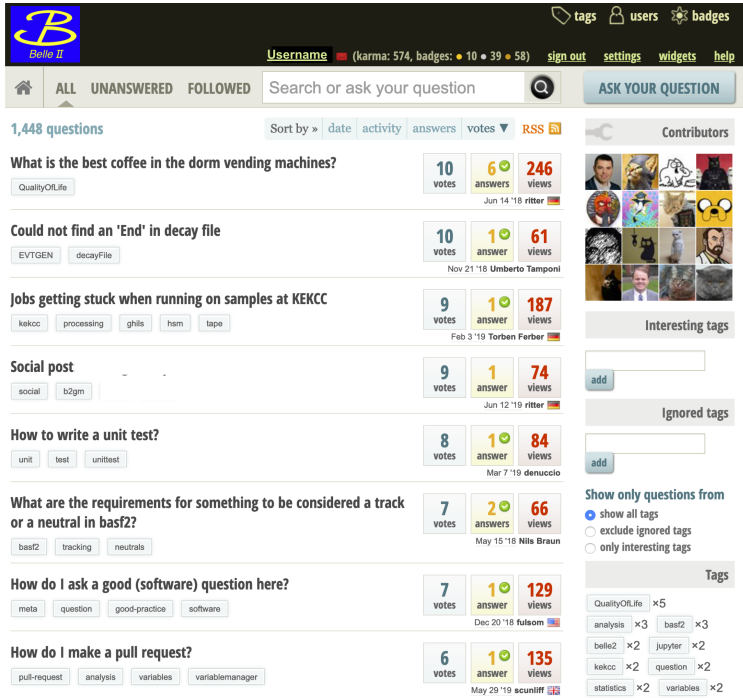 tags users badges
B
Belle II
Username (karma: 574, badges: ● 10 ● 39 ● 58) sign out settings widgets help
ALL UNANSWERED FOLLOWED Search or ask your question ASK YOUR QUESTION
1,448 questions Sort by » date activity answers votes ▼ RSS
Contributors
What is the best coffee in the dorm vending machines?
QualityOfLife
10 votes 6 answers 246 views
Jun 14 '18 ritter
Could not find an 'End' in decay file
EVTGEN decayFile
10 votes 1 answer 61 views
Nov 21 '18 Umberto Tamponi
Jobs getting stuck when running on samples at KEKCC
kekcc processing ghils hsm tape
9 votes 1 answer 187 views
Feb 3 '19 Torben Ferber
Social post
social b2gm
9 votes 1 answer 74 views
Jun 12 '19 ritter
How to write a unit test?
unit test unittest
8 votes 1 answer 84 views
Mar 7 '19 denuccio
What are the requirements for something to be considered a track
or a neutral in basf2?
basf2 tracking neutrals
7 votes 2 answers 66 views
May 15 '18 Nils Braun
How do I ask a good (software) question here?
meta question good-practice software
7 votes 1 answer 129 views
Dec 20 '18 fulsom
How do I make a pull request?
pull-request analysis variables variablemanager
6 votes 1 answer 135 views
May 29 '19 scunliff
Interesting tags
add
Ignored tags
add
Show only questions from
show all tags
exclude ignored tags
only interesting tags
Tags
QualityOfLife ×5
analysis ×3 basf2 ×3
belle2 ×2 jupyter ×2
kekcc ×2 question ×2
statistics ×2 variables ×2